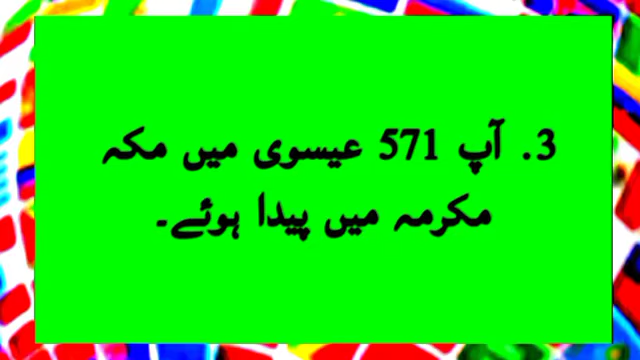 3. آپ 571 عیسوی میں مکہ
مکرمہ میں پیدا ہوئے۔